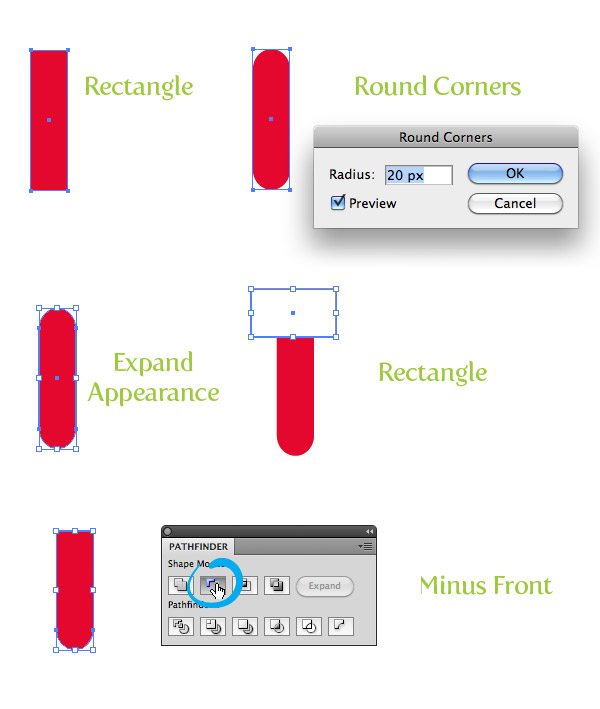 Rectangle
Round Corners
Round Corners
Radius: 20 px
OK
Preview
Cancel
Expand
Appearance
Rectangle
PATHFINDER
Shape Mo
Expand
Pathfind
Minus Front